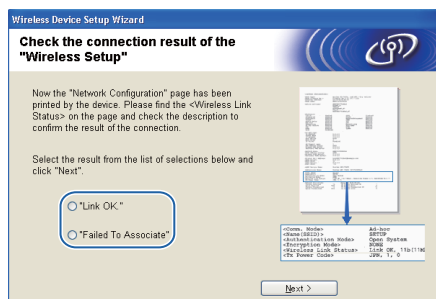 Wireless Device Setup Wizard
Check the connection result of the
"Wireless Setup"
Now the "Network Configuration" page has been
printed by the device. Please find the <Wireless Link
Status> on the page and check the description to
confirm the result of the connection.
Select the result from the list of selections below and
click "Next".
"Link OK."
"Failed To Associate"
<Comm. Mode> Ad-hoc
<Name(SSID)> SETUP
<Authentication Mode> Open System
<Encryption Mode> NONE
<Wireless Link Status> Link OK, 11b(11M
<Tx Power Code> JPN, 1, 0
Next >